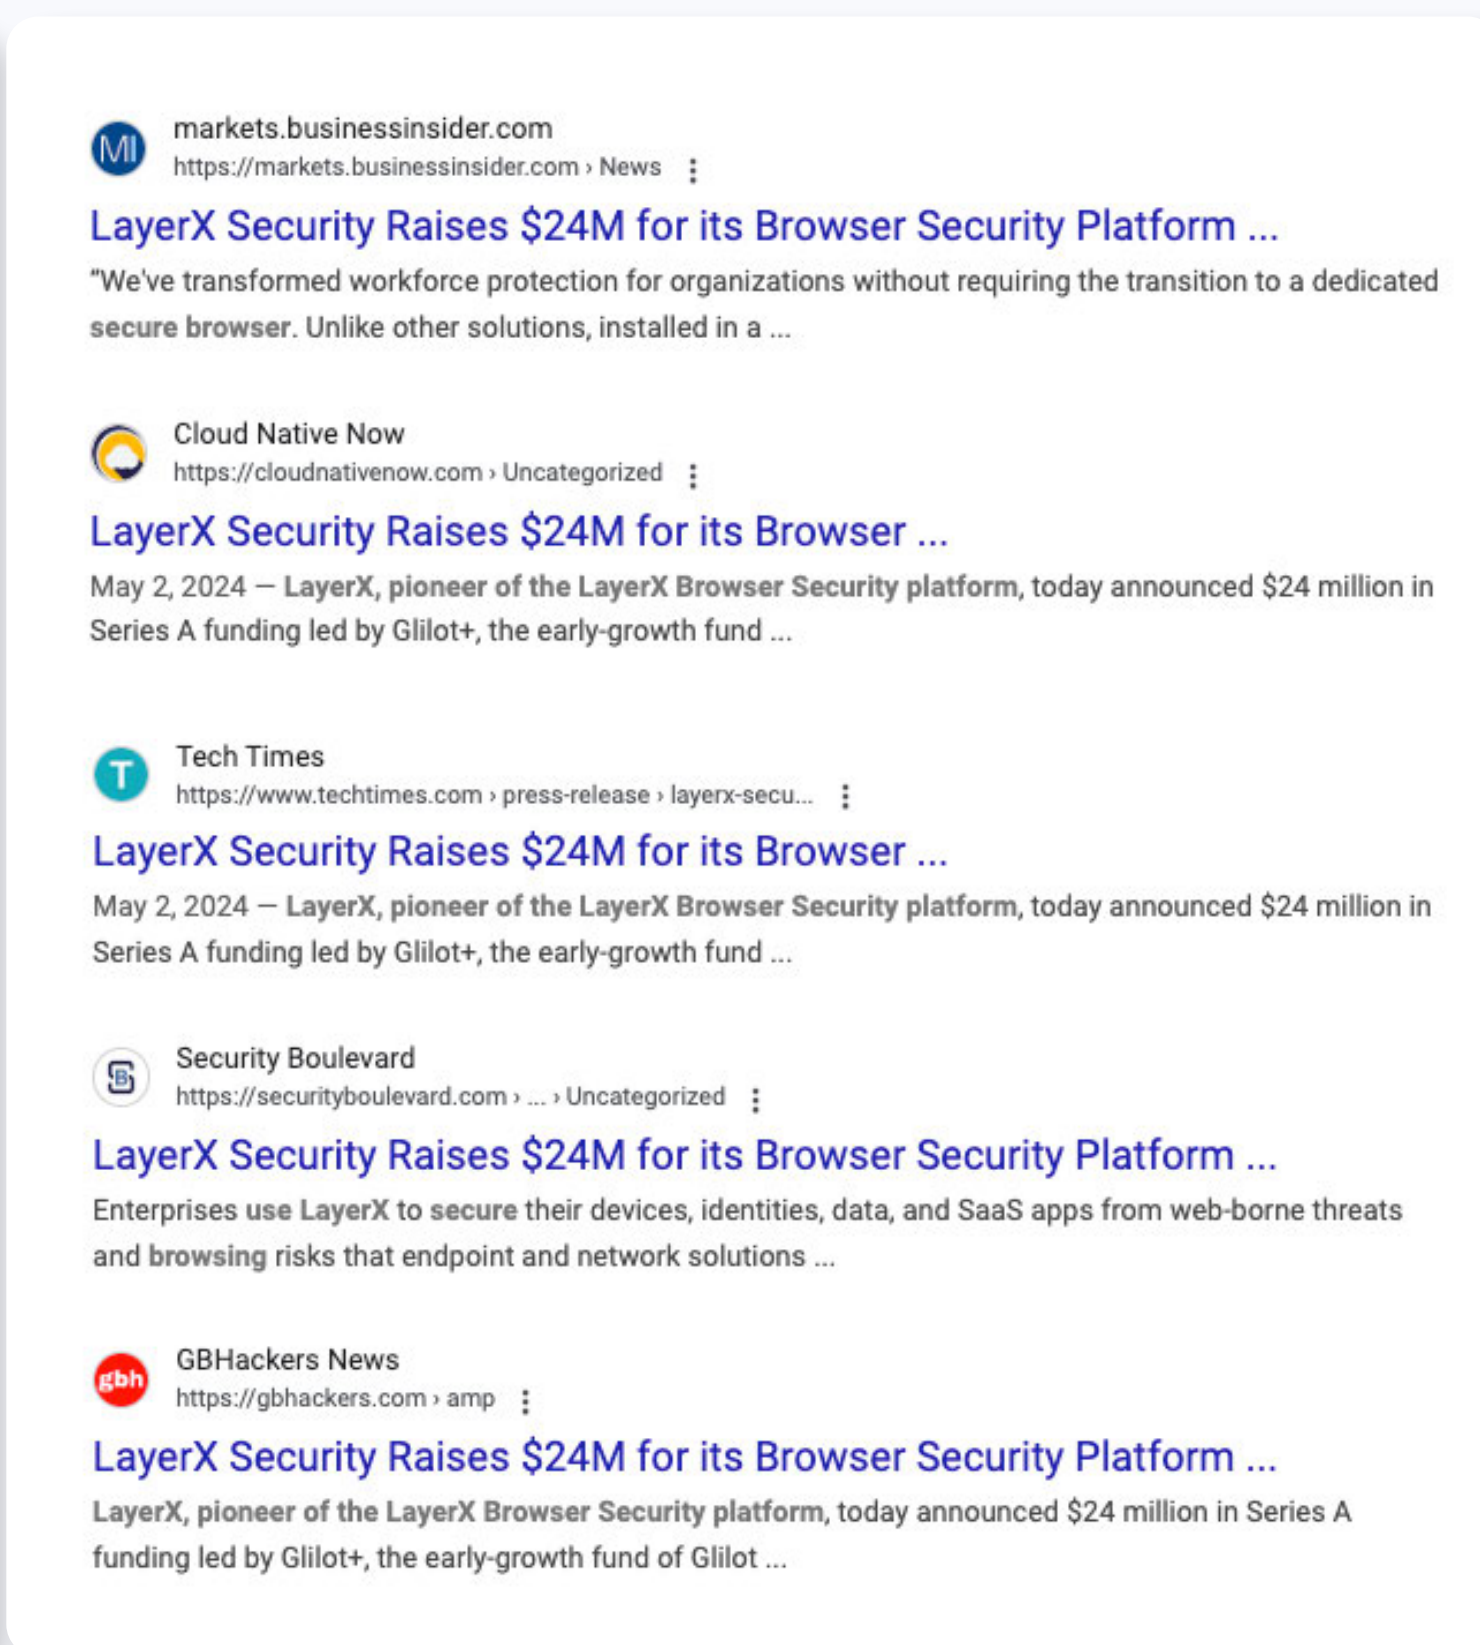 MI
markets.businessinsider.com
https://markets.businessinsider.com › News
LayerX Security Raises $24M for its Browser Security Platform ...
“We've transformed workforce protection for organizations without requiring the transition to a dedicated
secure browser. Unlike other solutions, installed in a ...
Cloud Native Now
https://cloudnativenow.com › Uncategorized
LayerX Security Raises $24M for its Browser ...
May 2, 2024 — LayerX, pioneer of the LayerX Browser Security platform, today announced $24 million in
Series A funding led by Glilot+, the early-growth fund ...
T
Tech Times
https://www.techtimes.com › press-release › layerx-secu...
LayerX Security Raises $24M for its Browser ...
May 2, 2024 — LayerX, pioneer of the LayerX Browser Security platform, today announced $24 million in
Series A funding led by Glilot+, the early-growth fund ...
SB
Security Boulevard
https://securityboulevard.com › ... › Uncategorized
LayerX Security Raises $24M for its Browser Security Platform ...
Enterprises use LayerX to secure their devices, identities, data, and SaaS apps from web-borne threats
and browsing risks that endpoint and network solutions ...
gbh
GBHackers News
https://gbhackers.com › amp
LayerX Security Raises $24M for its Browser Security Platform ...
LayerX, pioneer of the LayerX Browser Security platform, today announced $24 million in Series A
funding led by Glilot+, the early-growth fund of Glilot ...